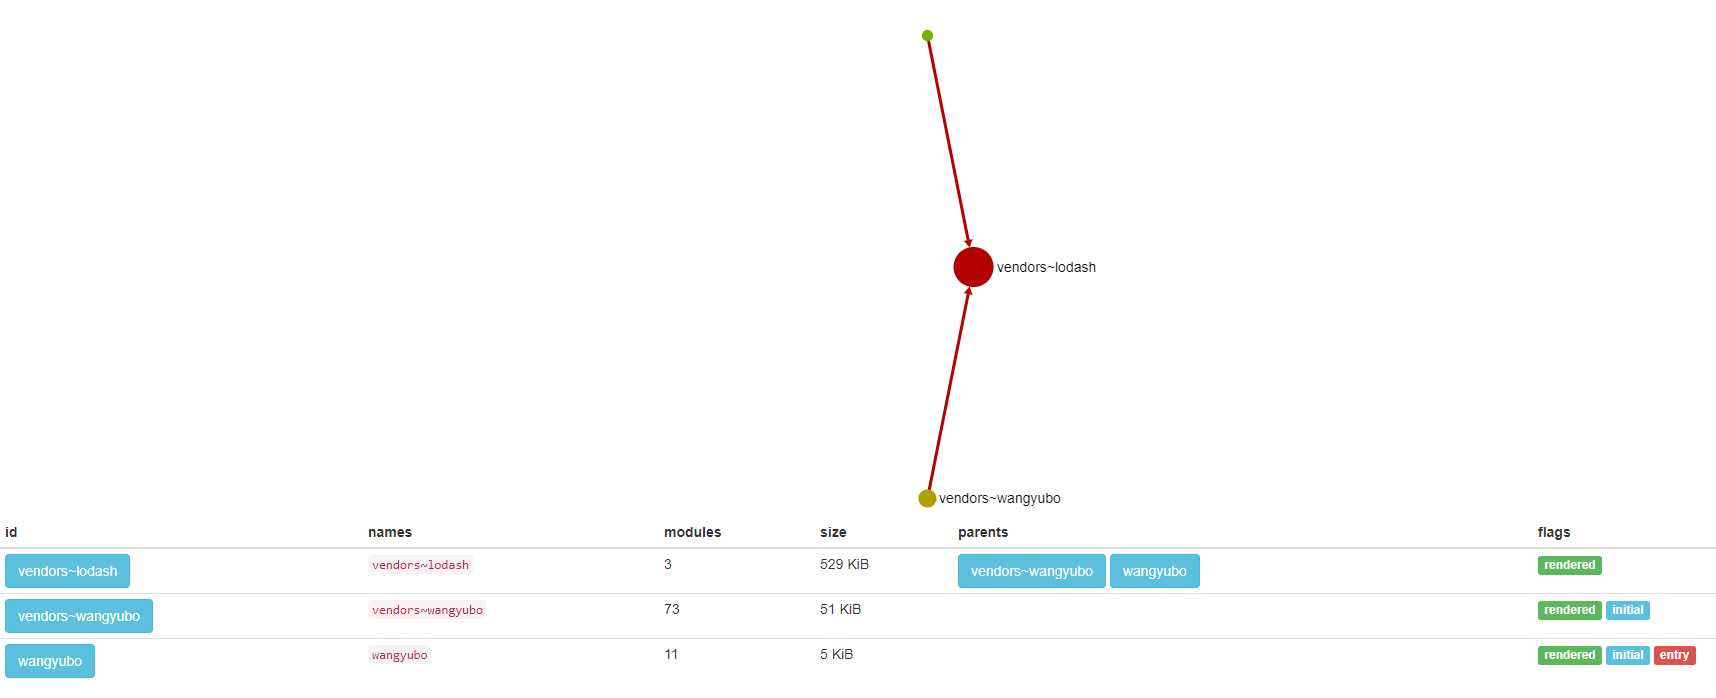 vendors~lodash
vendors~wangyubo
id names modules size parents flags
vendors~lodash vendors~lodash 3 529 KiB vendors~wangyubo wangyubo rendered
vendors~wangyubo vendors~wangyubo 73 51 KiB rendered initial
wangyubo wangyubo 11 5 KiB rendered initial entry